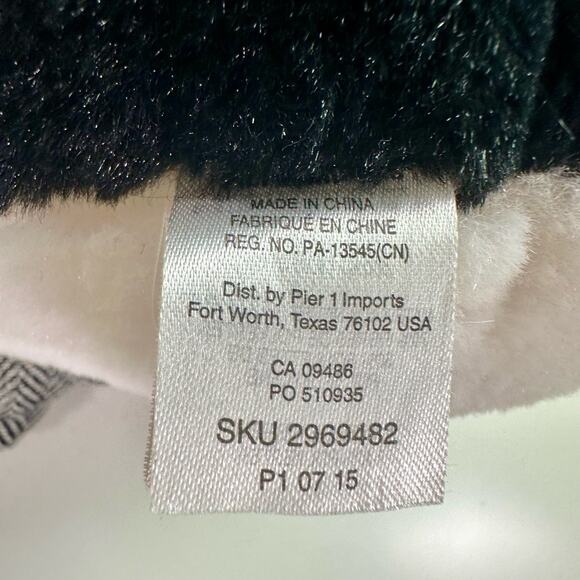 MADE IN CHINA
FABRIQUÉ EN CHINE
REG. NO. PA-13545(CN)
Dist. by Pier 1 Imports
Fort Worth, Texas 76102 USA
CA 09486
PO 510935
SKU 2969482
P1 07 15